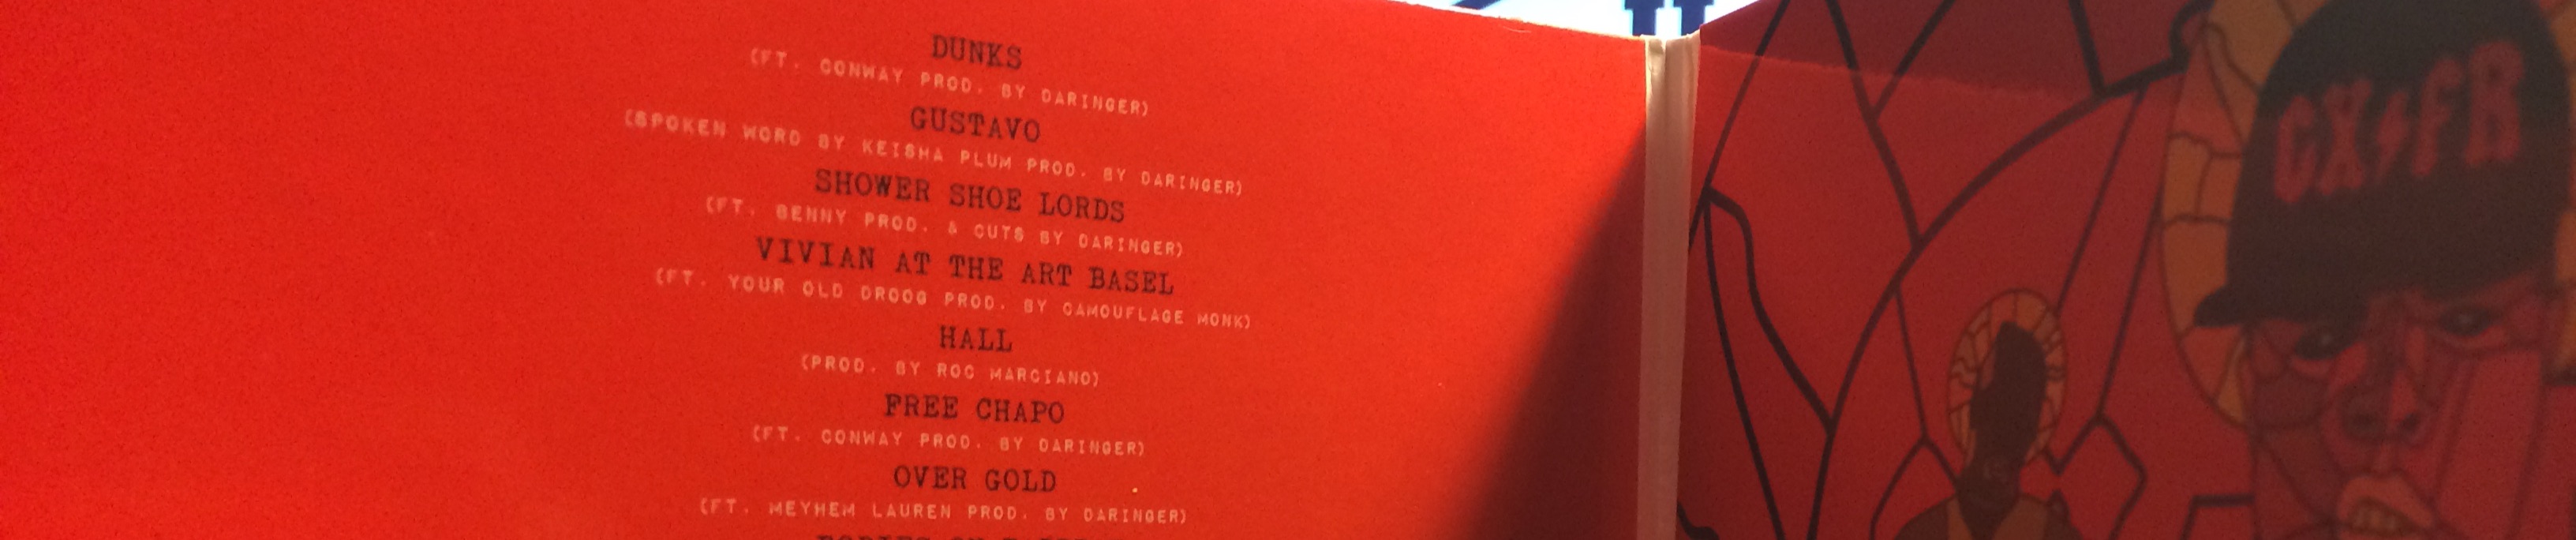 DUNKS
(FT. CONWAY PROD. BY DARINGER)
GUSTAVO
(SPOKEN WORD BY KEISHA PLUM PROD. BY DARINGER)
SHOWER SHOE LORDS
(FT. BENNY PROD. & CUTS BY DARINGER)
VIVIAN AT THE ART BASEL
(FT. YOUR OLD DROOG PROD. BY CAMOUFLAGE MONK)
HALL
(PROD. BY ROC MARCIANO)
FREE CHAPO
(FT. CONWAY PROD. BY DARINGER)
OVER GOLD
(FT. MEYHEM LAUREN PROD. BY DARINGER)
GX FR